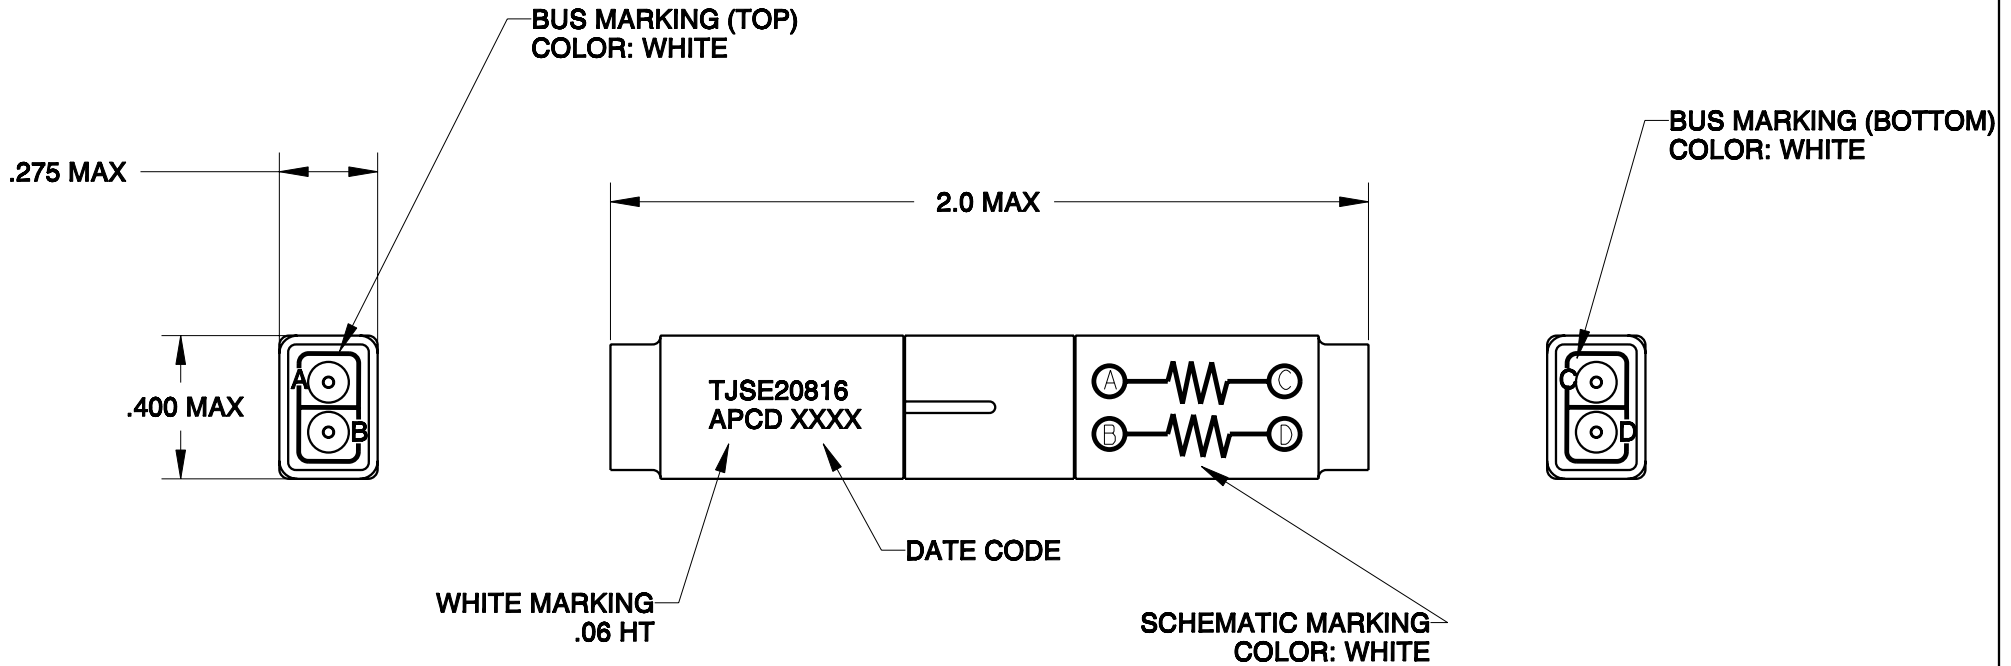 BUS MARKING (TOP)
COLOR: WHITE
BUS MARKING (BOTTOM)
COLOR: WHITE
.275 MAX
2.0 MAX
.400 MAX
A
B
TJSE20816
APCD XXXX
A C
B D
C
D
DATE CODE
WHITE MARKING
.06 HT
SCHEMATIC MARKING
COLOR: WHITE